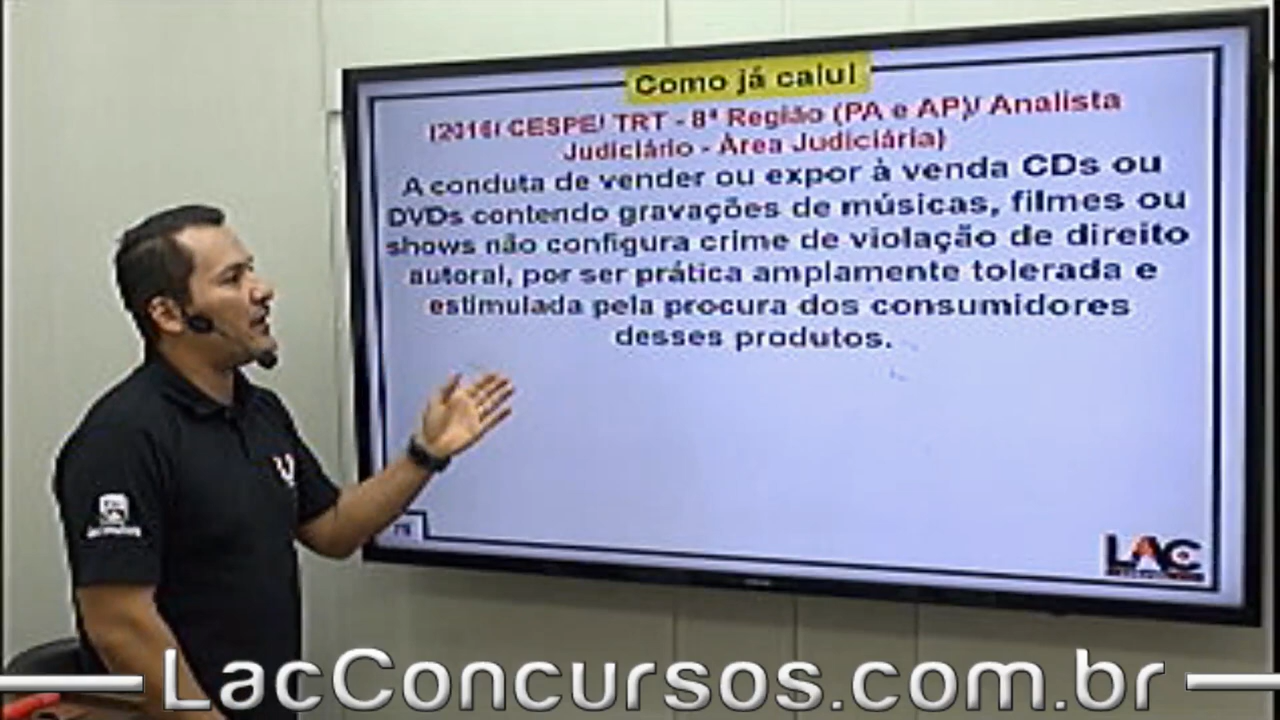 Como já caiu!
(2016/ CESPE/ TRT - 8ª Região (PA e AP)/ Analista
Judiciário - Área Judiciária)
A conduta de vender ou expor à venda CDs ou
DVDs contendo gravações de músicas, filmes ou
shows não configura crime de violação de direito
autoral, por ser prática amplamente tolerada e
estimulada pela procura dos consumidores
desses produtos.
LAC
LacConcursos.com.br